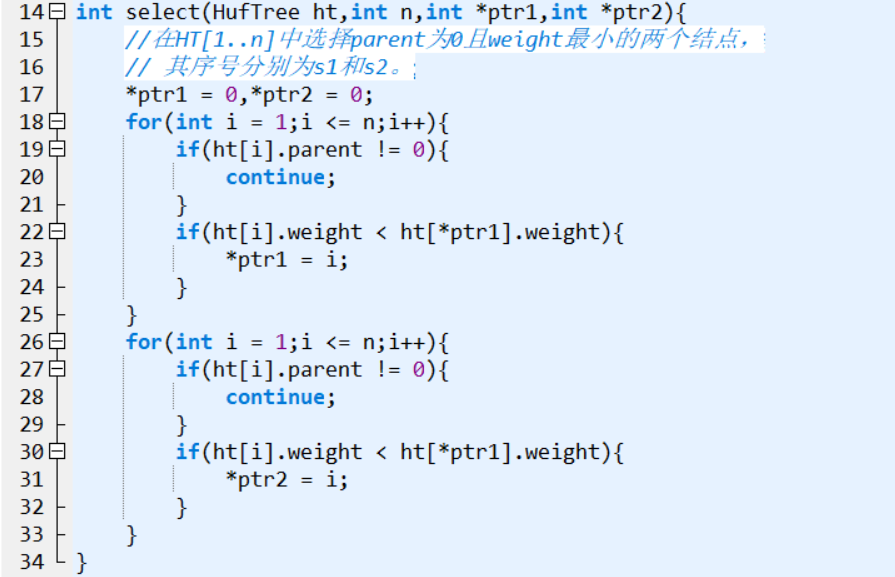 14 int select(HufTree ht,int n,int *ptr1,int *ptr2){
15 //在HT[1..n]中选择parent为0且weight最小的两个结点，
16 // 其序号分别为s1和s2。;
17 *ptr1 = 0,*ptr2 = 0;
18 for(int i = 1;i <= n;i++){
19 if(ht[i].parent != 0){
20 continue;
21 }
22 if(ht[i].weight < ht[*ptr1].weight){
23 *ptr1 = i;
24 }
25 }
26 for(int i = 1;i <= n;i++){
27 if(ht[i].parent != 0){
28 continue;
29 }
30 if(ht[i].weight < ht[*ptr1].weight){
31 *ptr2 = i;
32 }
33 }
34 }